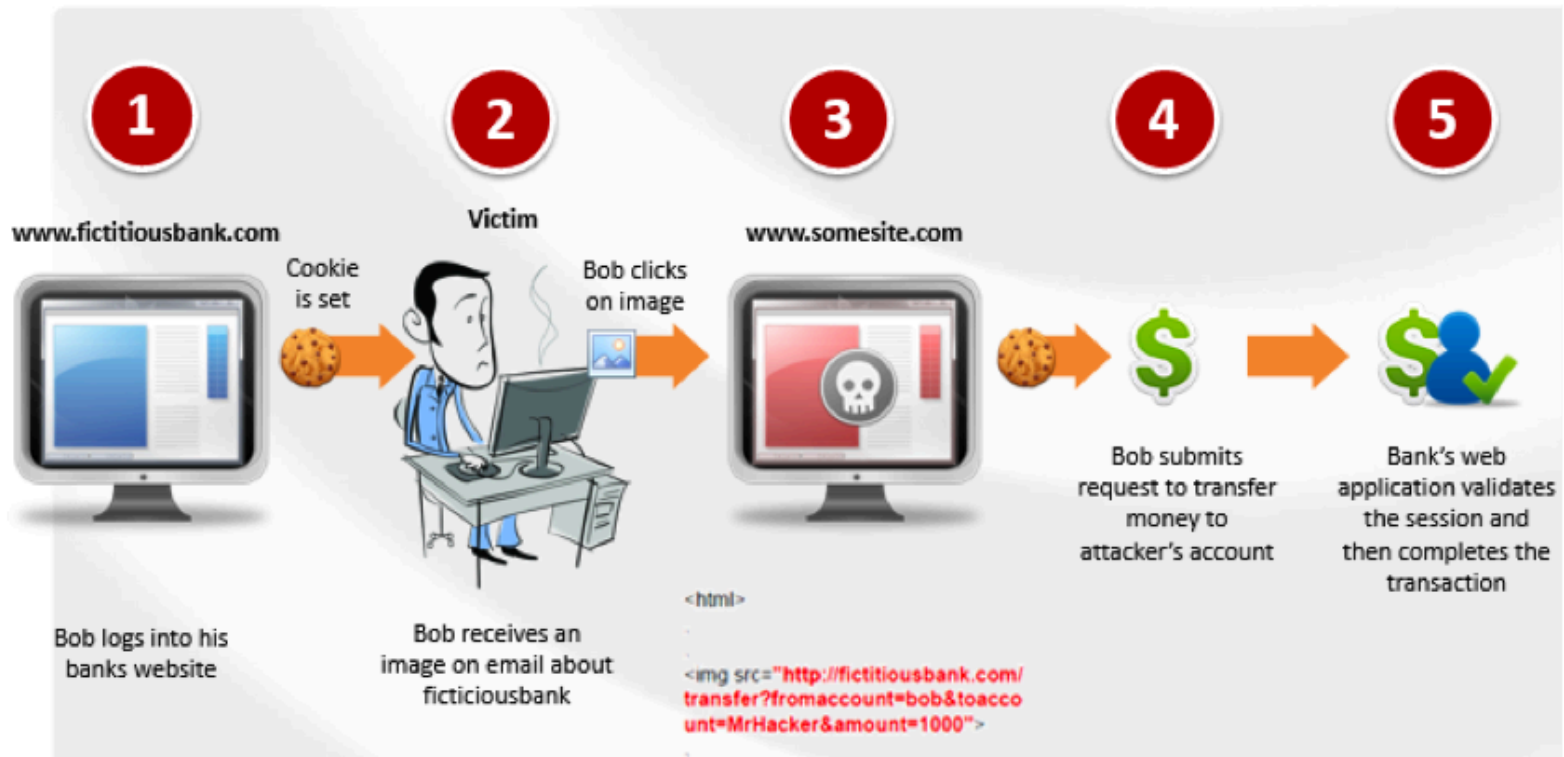 1
2
3
4
5
www.fictitiousbank.com
Cookie
is set
Victim
Bob clicks
on image
www.somesite.com
Bob logs into his
banks website
Bob receives an
image on email about
ficticiousbank
<html>
.
.
<img src="http://fictitiousbank.com/
transfer?fromaccount=bob&toacco
unt=MrHacker&amount=1000">
.
Bob submits
request to transfer
money to
attacker's account
Bank's web
application validates
the session and
then completes the
transaction